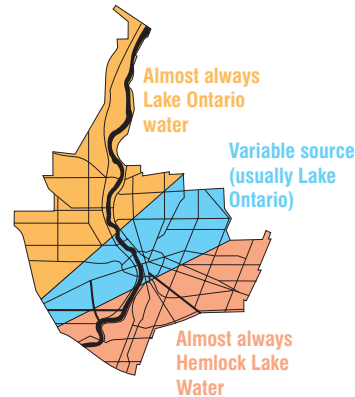 Almost always
Lake Ontario
water
Variable source
(usually Lake
Ontario)
Almost always
Hemlock Lake
Water